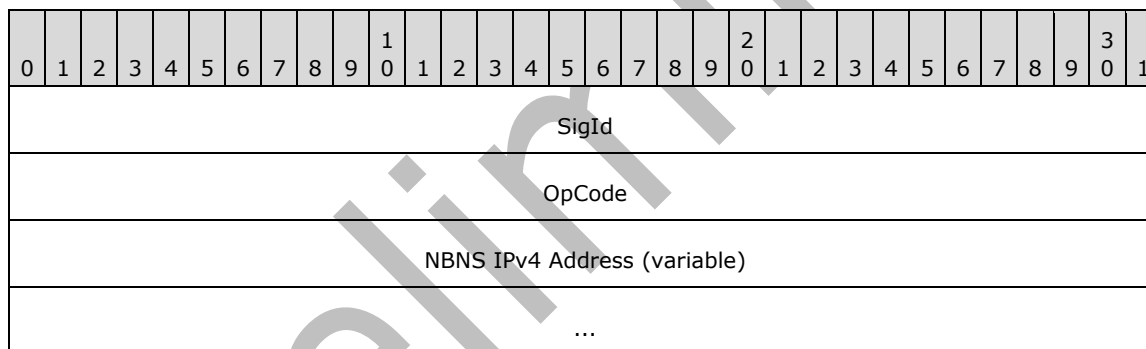 1 2 3
0 1 2 3 4 5 6 7 8 9 0 1 2 3 4 5 6 7 8 9 0 1 2 3 4 5 6 7 8 9 0 1
SigId
OpCode
NBNS IPv4 Address (variable)
...